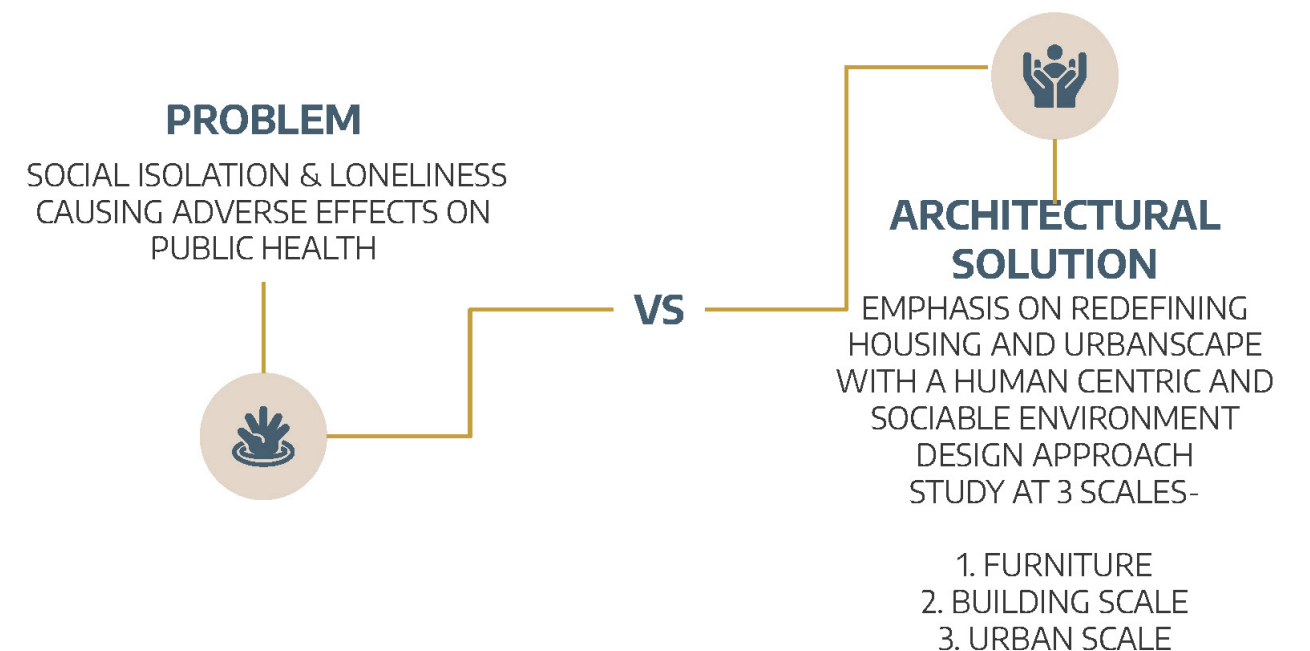 PROBLEM
SOCIAL ISOLATION & LONELINESS
CAUSING ADVERSE EFFECTS ON
PUBLIC HEALTH
VS
ARCHITECTURAL
SOLUTION
EMPHASIS ON REDEFINING
HOUSING AND URBANSCAPE
WITH A HUMAN CENTRIC AND
SOCIABLE ENVIRONMENT
DESIGN APPROACH
STUDY AT 3 SCALES-
1. FURNITURE
2. BUILDING SCALE
3. URBAN SCALE